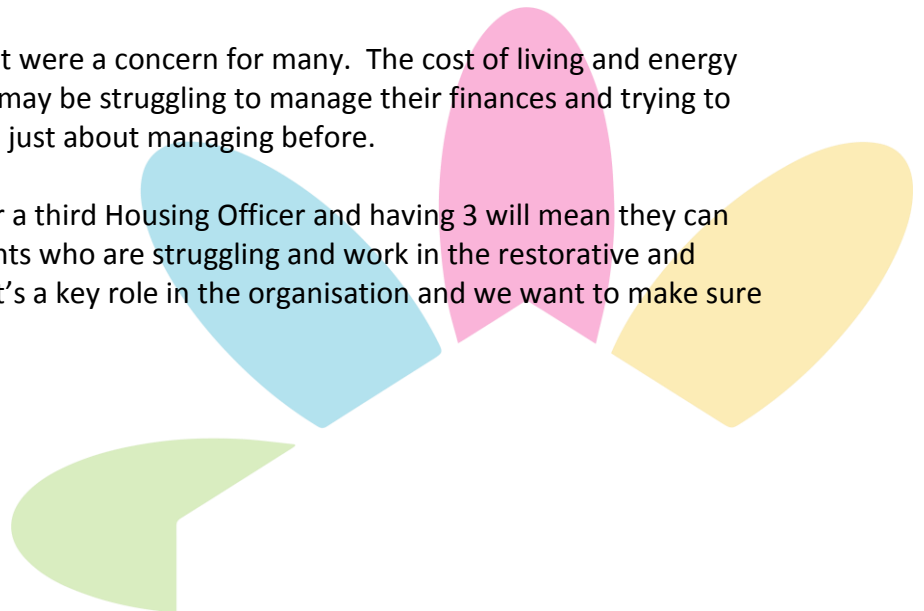 t were a concern for many. The cost of living and energy
may be struggling to manage their finances and trying to
just about managing before.
r a third Housing Officer and having 3 will mean they can
nts who are struggling and work in the restorative and
t's a key role in the organisation and we want to make sure